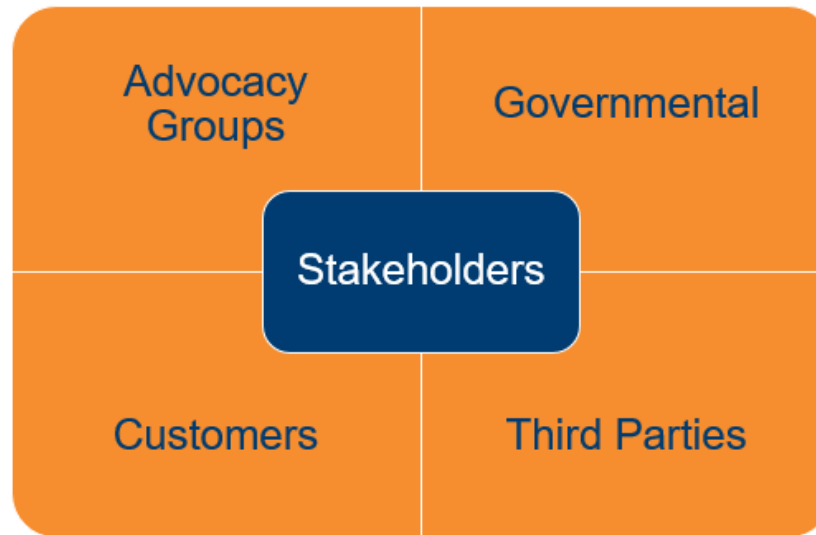 Advocacy
Groups
Governmental
Stakeholders
Customers
Third Parties